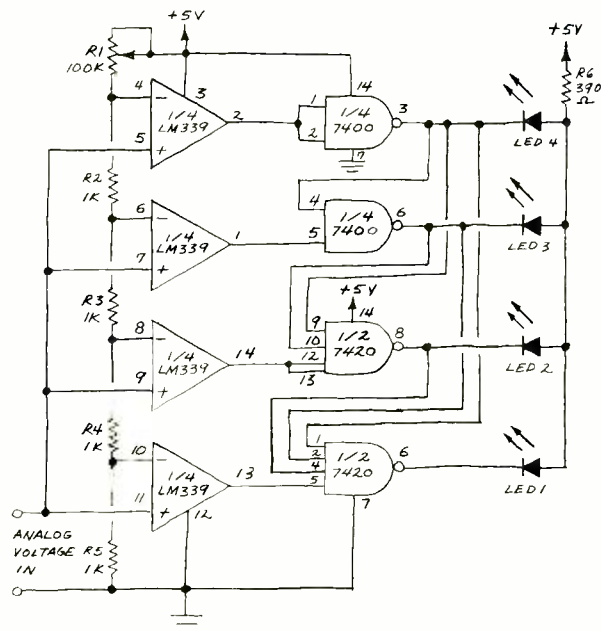 +5V
+5V
R1
100K
R6
390
Ω
4
−
3
1/4
LM339
5
+
2
14
1
2
1/4
7400
3
7
LED 4
R2
1K
6
−
1/4
LM339
7
+
1
4
5
1/4
7400
6
LED 3
+5V
R3
1K
8
−
1/4
LM339
9
+
14
9
10
12
13
14
1/2
7420
8
LED 2
R4
1K
10
−
1/4
LM339
11
+
12
13
1
2
4
5
1/2
7420
6
7
LED 1
ANALOG
VOLTAGE
IN
R5
1K